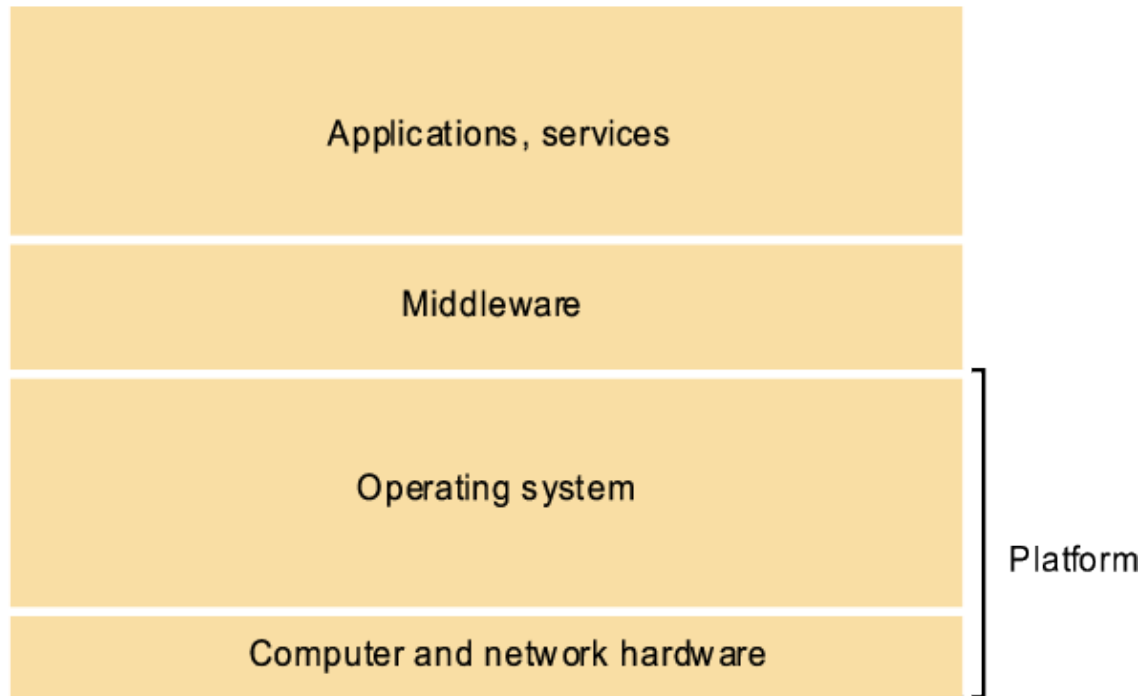 Applications, services
Middleware
Operating system
Platform
Computer and network hardware